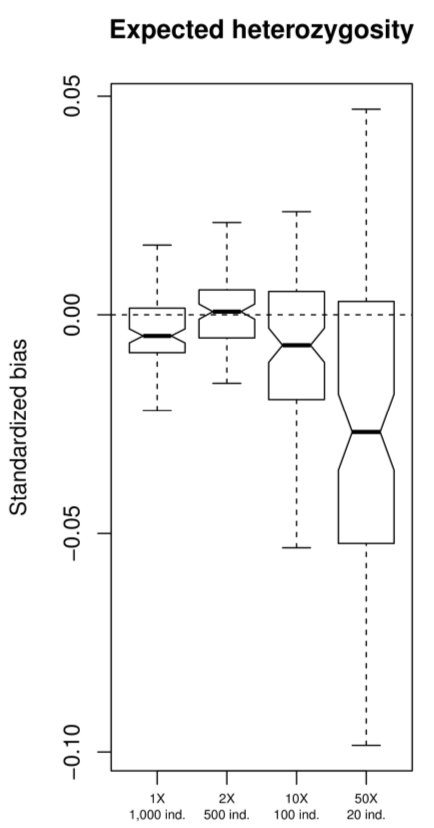 Expected heterozygosity
0.05
0.00
−0.05
−0.10
Standardized bias
1X 2X 10X 50X
1,000 ind. 500 ind. 100 ind. 20 ind.